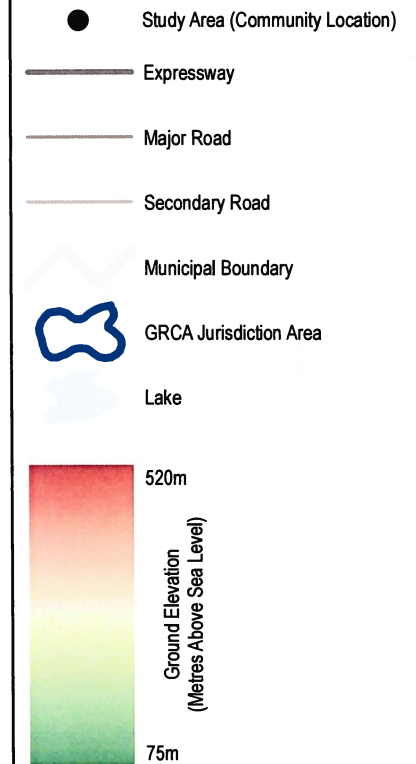 Study Area (Community Location)
Expressway
Major Road
Secondary Road
Municipal Boundary
GRCA Jurisdiction Area
Lake
520m
Ground Elevation
(Metres Above Sea Level)
75m